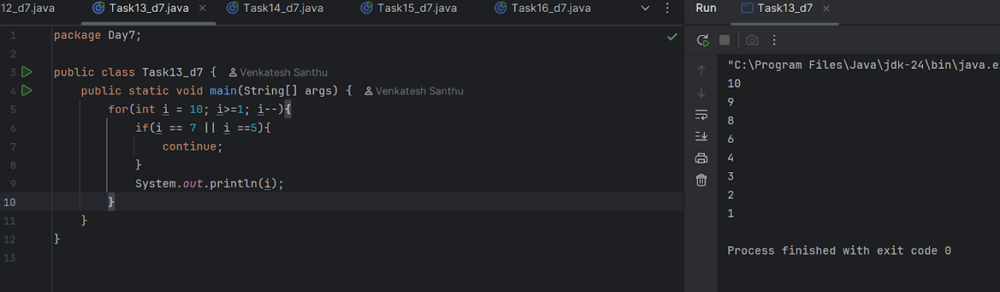 12_d7.java Task13_d7.java Task14_d7.java Task15_d7.java Task16_d7.java
1 package Day7;
2
3 public class Task13_d7 { Venkatesh Santhu
4 public static void main(String[] args) { Venkatesh Santhu
5 for(int i = 10; i>=1; i--){
6 if(i == 7 || i ==5){
7 continue;
8 }
9 System.out.println(i);
10 }
11 }
12 }
13
Run Task13_d7
"C:\Program Files\Java\jdk-24\bin\java.e
10
9
8
6
4
3
2
1
Process finished with exit code 0